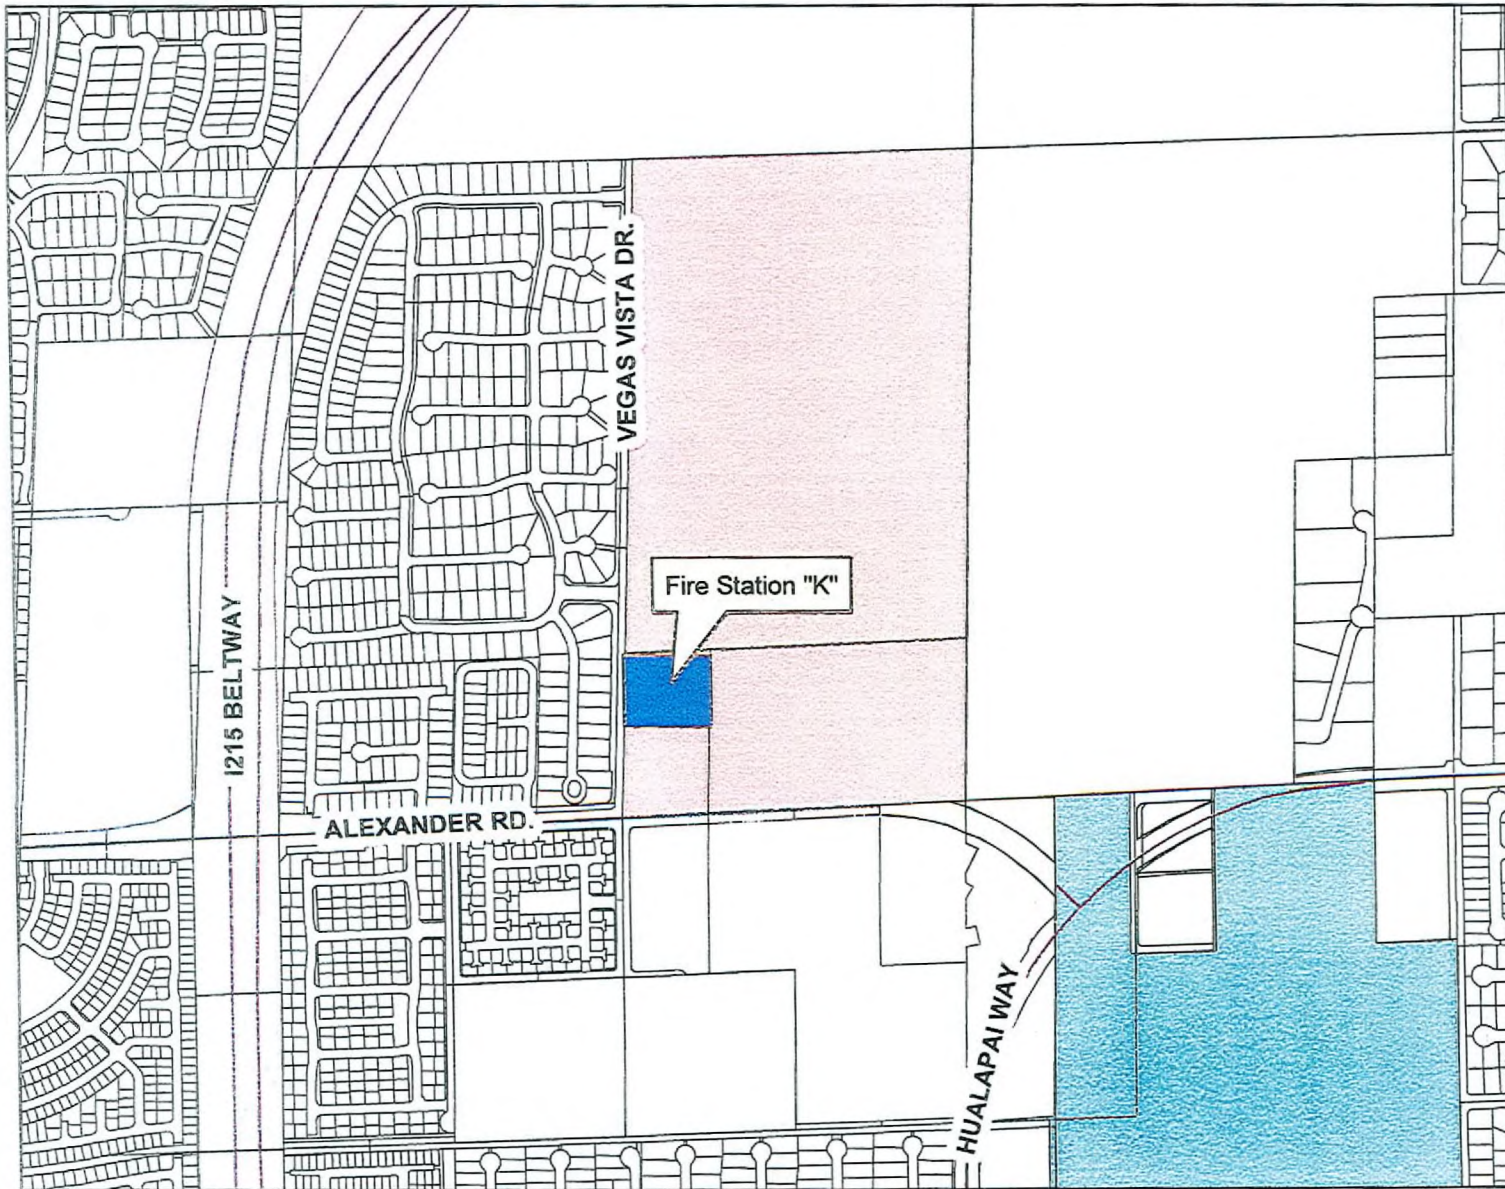 VEGAS VISTA DR.
Fire Station "K"
I215 BELTWAY
ALEXANDER RD.
HUALAPAI WAY